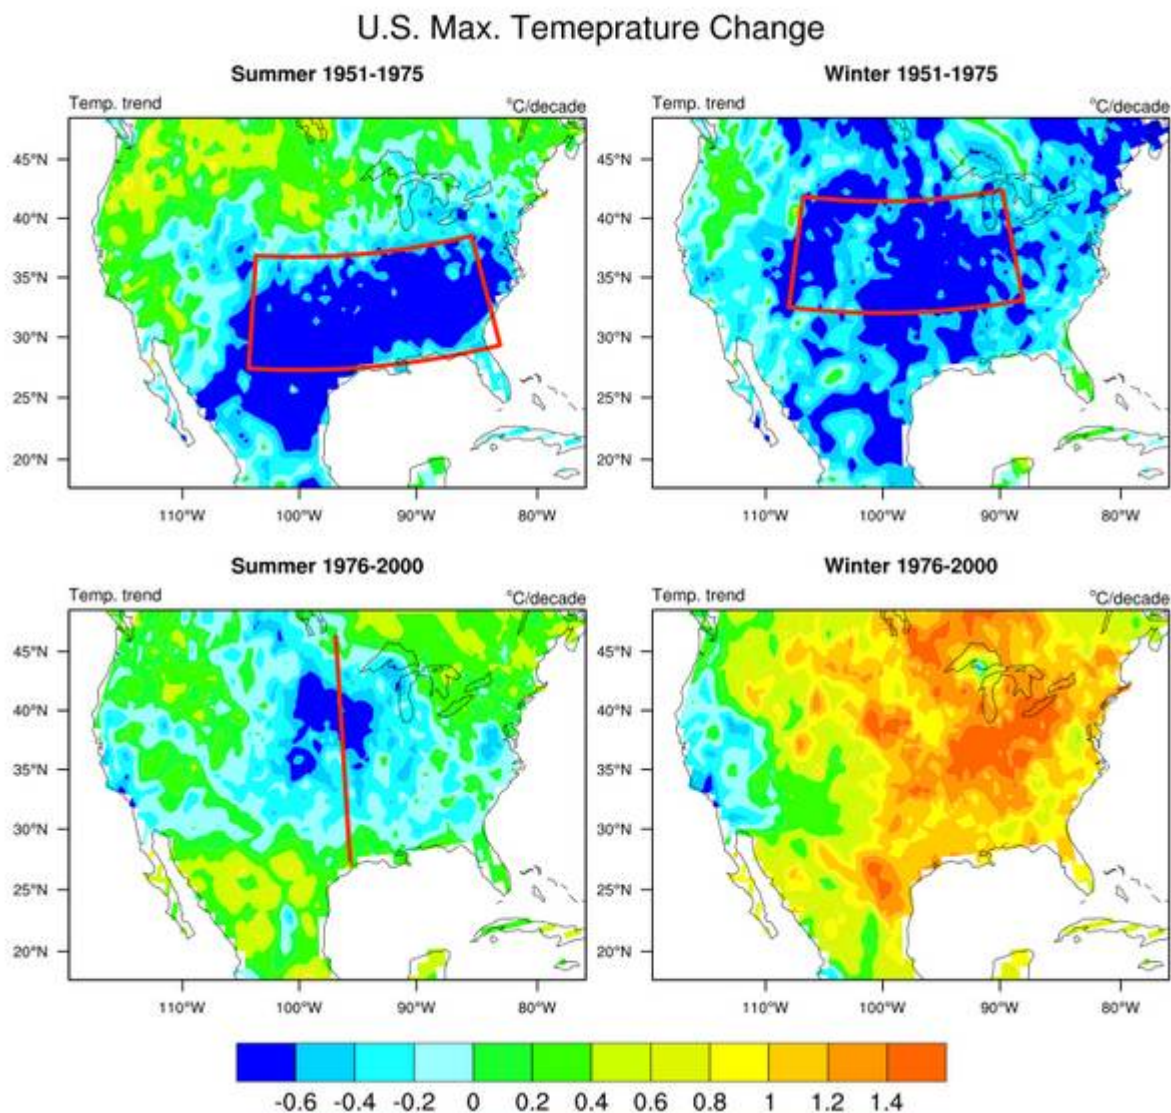 U.S. Max. Temeprature Change
Summer 1951-1975
Winter 1951-1975
Temp. trend
°C/decade
Temp. trend
°C/decade
45°N
40°N
35°N
30°N
25°N
20°N
45°N
40°N
35°N
30°N
25°N
20°N
110°W 100°W 90°W 80°W
110°W 100°W 90°W 80°W
Summer 1976-2000
Winter 1976-2000
Temp. trend
°C/decade
Temp. trend
°C/decade
45°N
40°N
35°N
30°N
25°N
20°N
45°N
40°N
35°N
30°N
25°N
20°N
110°W 100°W 90°W 80°W
110°W 100°W 90°W 80°W
-0.6 -0.4 -0.2 0 0.2 0.4 0.6 0.8 1 1.2 1.4